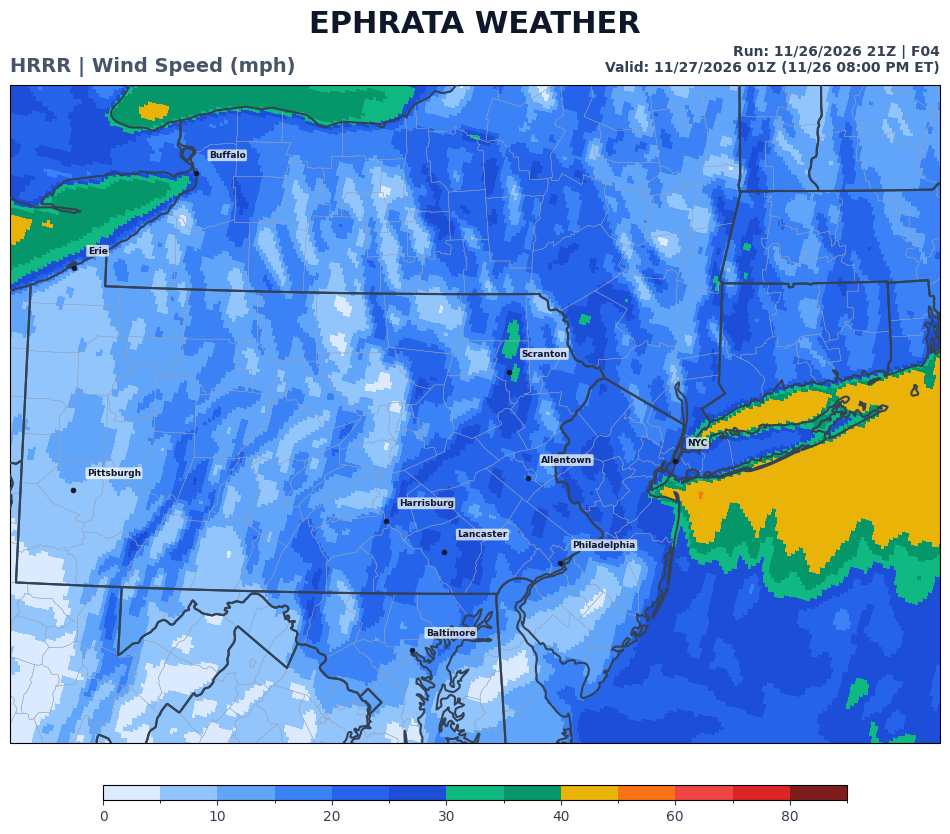 EPHRATA WEATHER
HRRR | Wind Speed (mph)
Run: 11/26/2026 21Z | F04
Valid: 11/27/2026 01Z (11/26 08:00 PM ET)
Buffalo
Erie
Scranton
NYC
Allentown
Pittsburgh
Harrisburg
Lancaster
Philadelphia
Baltimore
0 10 20 30 40 50 60 70 80